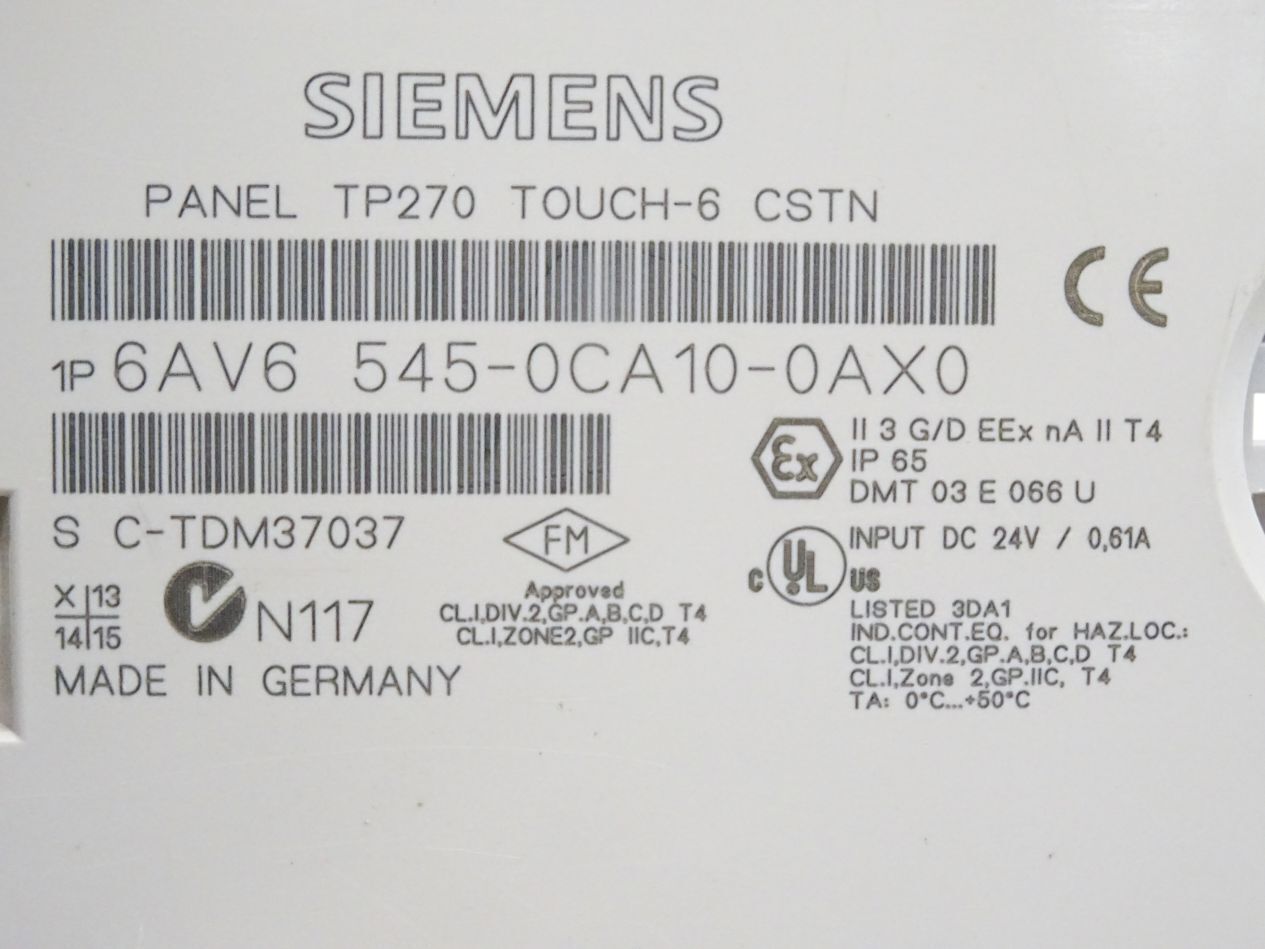 SIEMENS
PANEL TP270 TOUCH-6 CSTN
CE
1P 6AV6 545-0CA10-0AX0
S C-TDM37037
X 13
14 15
N117
MADE IN GERMANY
FM
Approved
CL.I,DIV.2,GP.A,B,C,D T4
CL.I,ZONE2,GP IIC,T4
Ex
II 3 G/D EEx nA II T4
IP 65
DMT 03 E 066 U
INPUT DC 24V / 0,61A
c UL US
LISTED 3DA1
IND.CONT.EQ. for HAZ.LOC.:
CL.I,DIV.2,GP.A,B,C,D T4
CL.I,Zone 2,GP.IIC, T4
TA: 0°C...+50°C